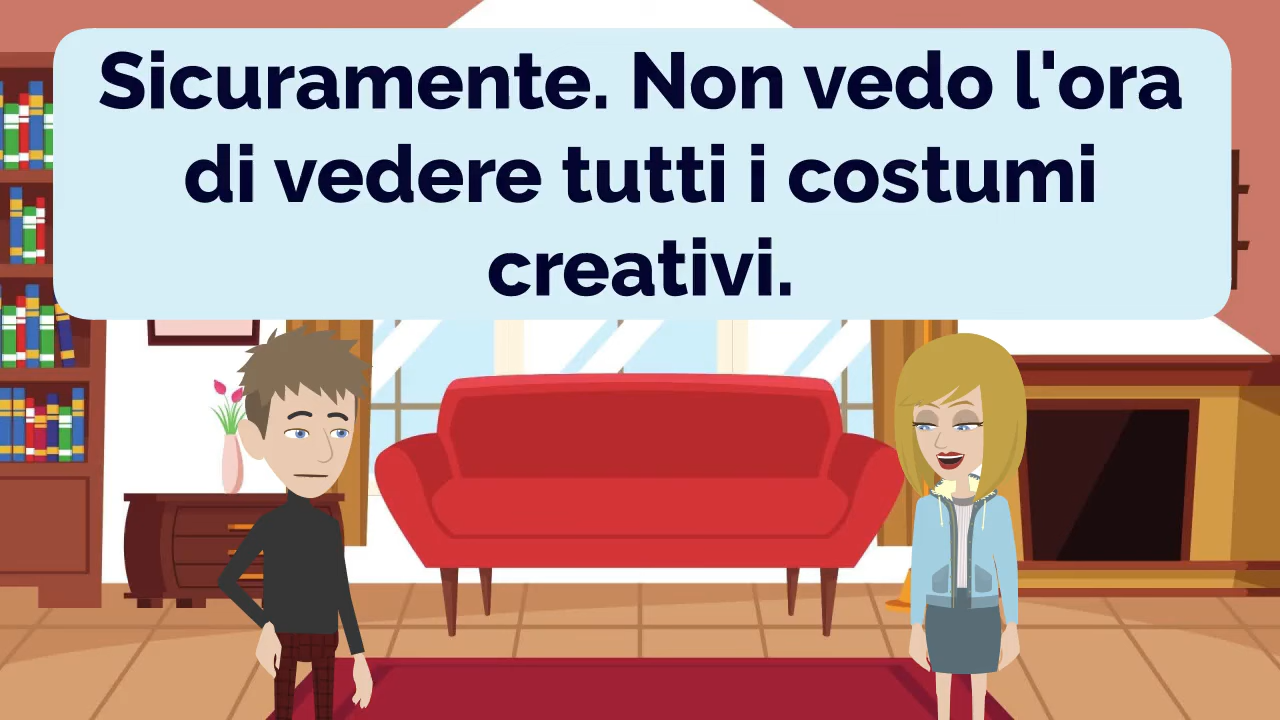 Sicuramente. Non vedo l'ora
di vedere tutti i costumi
creativi.